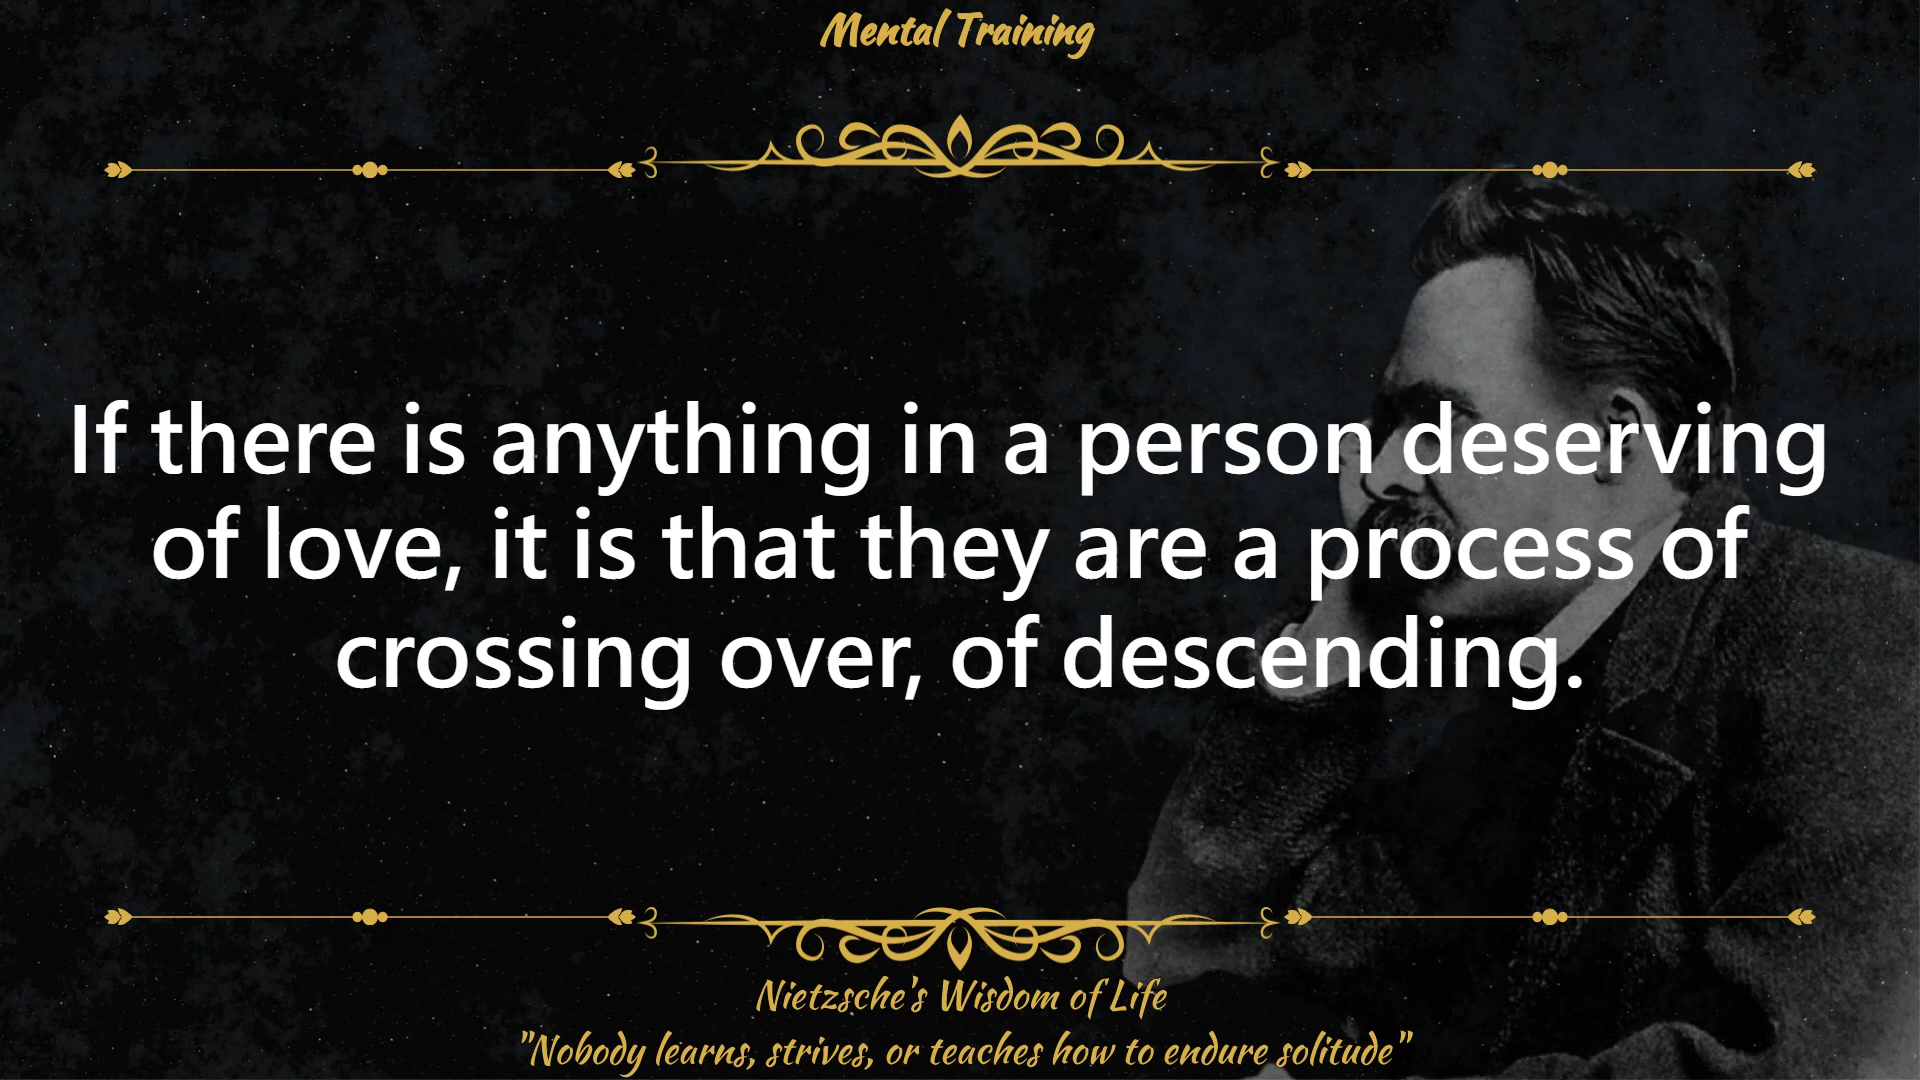 Mental Training
If there is anything in a person deserving
of love, it is that they are a process of
crossing over, of descending.
Nietzsche's Wisdom of Life
"Nobody learns, strives, or teaches how to endure solitude"